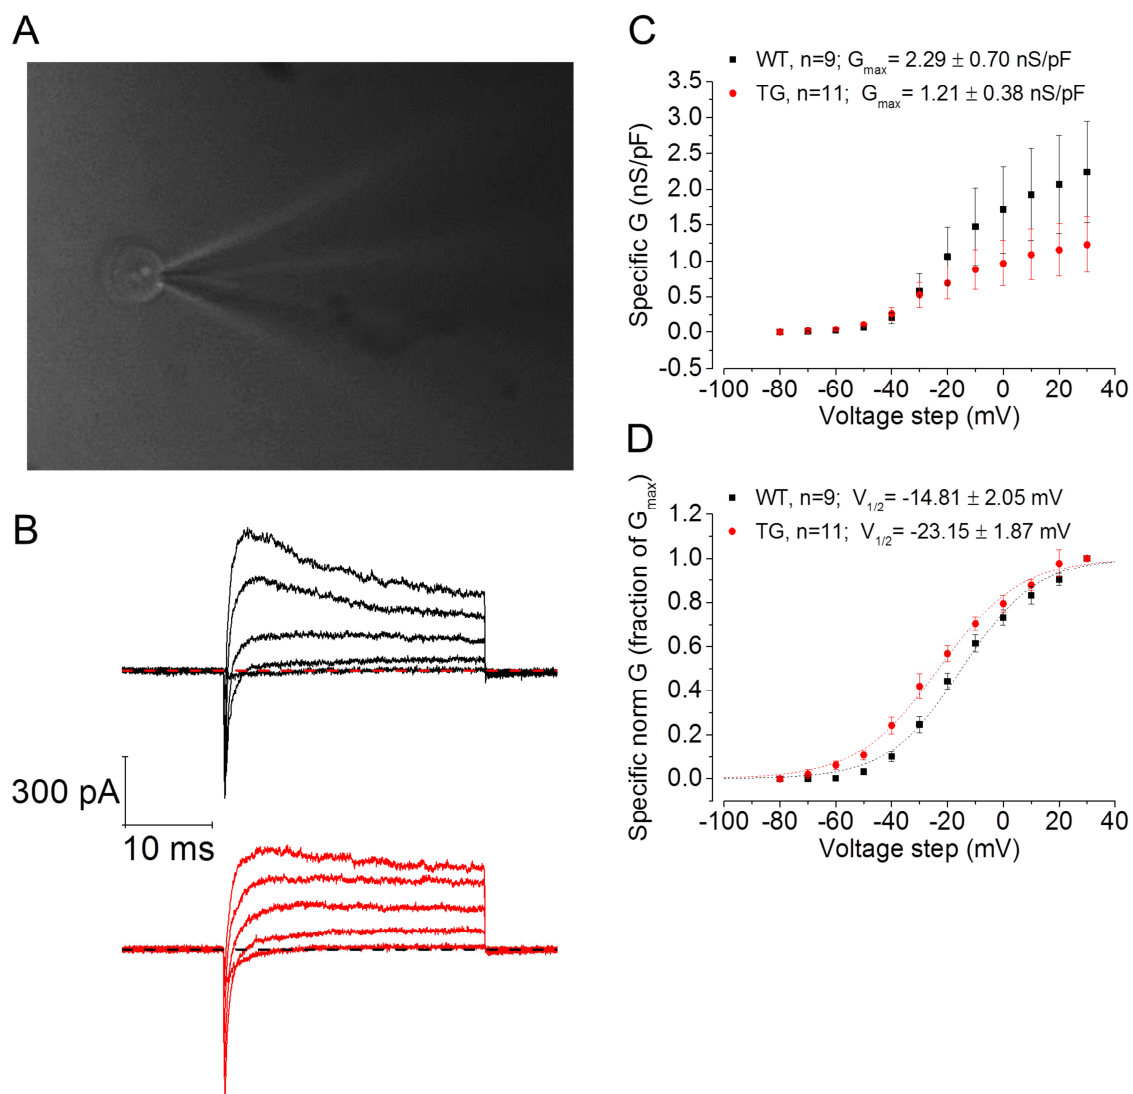 A
B
300 pA
10 ms
C
WT, n=9; Gmax= 2.29 ± 0.70 nS/pF
TG, n=11; Gmax= 1.21 ± 0.38 nS/pF
Specific G (nS/pF)
3.5
3.0
2.5
2.0
1.5
1.0
0.5
0.0
-0.5
-100 -80 -60 -40 -20 0 20 40
Voltage step (mV)
D
WT, n=9; V1/2= -14.81 ± 2.05 mV
TG, n=11; V1/2= -23.15 ± 1.87 mV
Specific norm G (fraction of Gmax)
1.2
1.0
0.8
0.6
0.4
0.2
0.0
-100 -80 -60 -40 -20 0 20 40
Voltage step (mV)